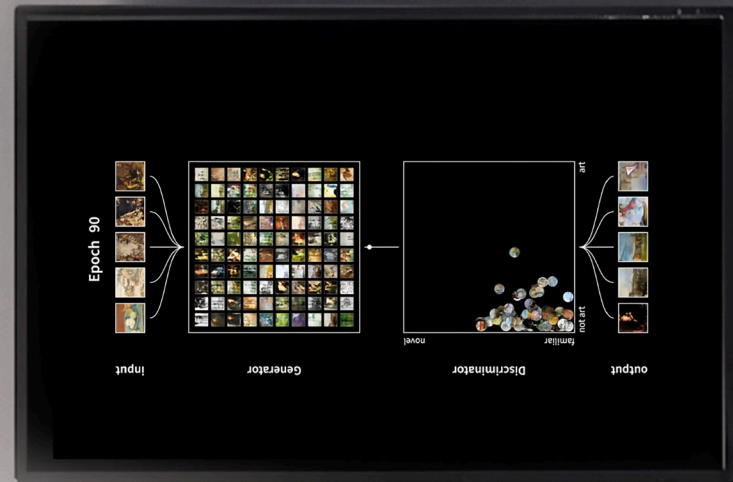 Epoch 90
input
Generator
Discriminator
output
novel
familiar
art
not art